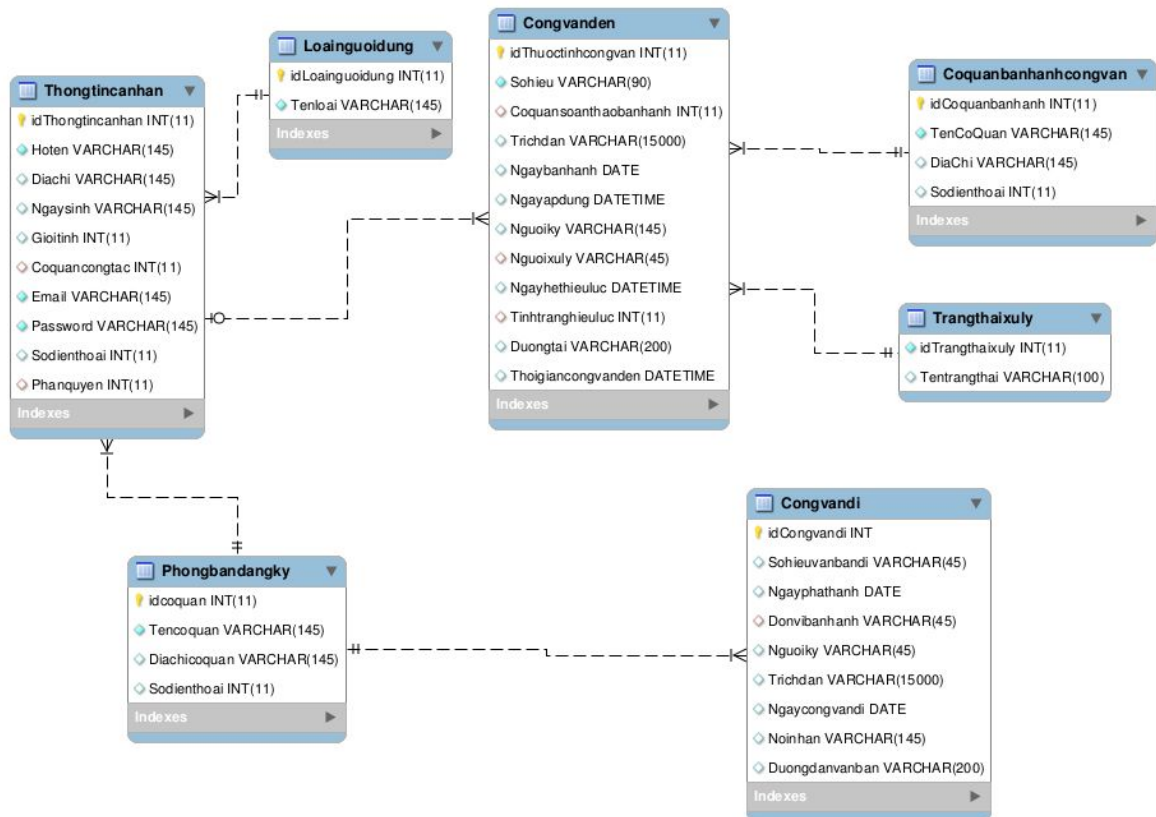 Thongtincanhan
idThongtincanhan INT(11)
Hoten VARCHAR(145)
Diachi VARCHAR(145)
Ngaysinh VARCHAR(145)
Gioitinh INT(11)
Coquancongtac INT(11)
Email VARCHAR(145)
Password VARCHAR(145)
Sodienthoai INT(11)
Phanquyen INT(11)
Indexes
Loainguoidung
idLoainguoidung INT(11)
Tenloai VARCHAR(145)
Indexes
Congvanden
idThuoctinhcongvan INT(11)
Sohieu VARCHAR(90)
Coquansoanthaobanhanh INT(11)
Trichdan VARCHAR(15000)
Ngaybanhanh DATE
Ngayapdung DATETIME
Nguoiky VARCHAR(145)
Nguoixuly VARCHAR(45)
Ngayhethieuluc DATETIME
Tinhtranghieuluc INT(11)
Duongtai VARCHAR(200)
Thoigiancongvanden DATETIME
Indexes
Coquanbanhanhcongvan
idCoquanbanhanh INT(11)
TenCoQuan VARCHAR(145)
DiaChi VARCHAR(145)
Sodienthoai INT(11)
Indexes
Trangthaixuly
idTrangthaixuly INT(11)
Tentrangthai VARCHAR(100)
Phongbandangky
idcoquan INT(11)
Tencoquan VARCHAR(145)
Diachicoquan VARCHAR(145)
Sodienthoai INT(11)
Indexes
Congvandi
idCongvandi INT
Sohieuvanbandi VARCHAR(45)
Ngayphathanh DATE
Donvibanhanh VARCHAR(45)
Nguoiky VARCHAR(45)
Trichdan VARCHAR(15000)
Ngaycongvandi DATE
Noinhan VARCHAR(145)
Duongdanvanban VARCHAR(200)
Indexes